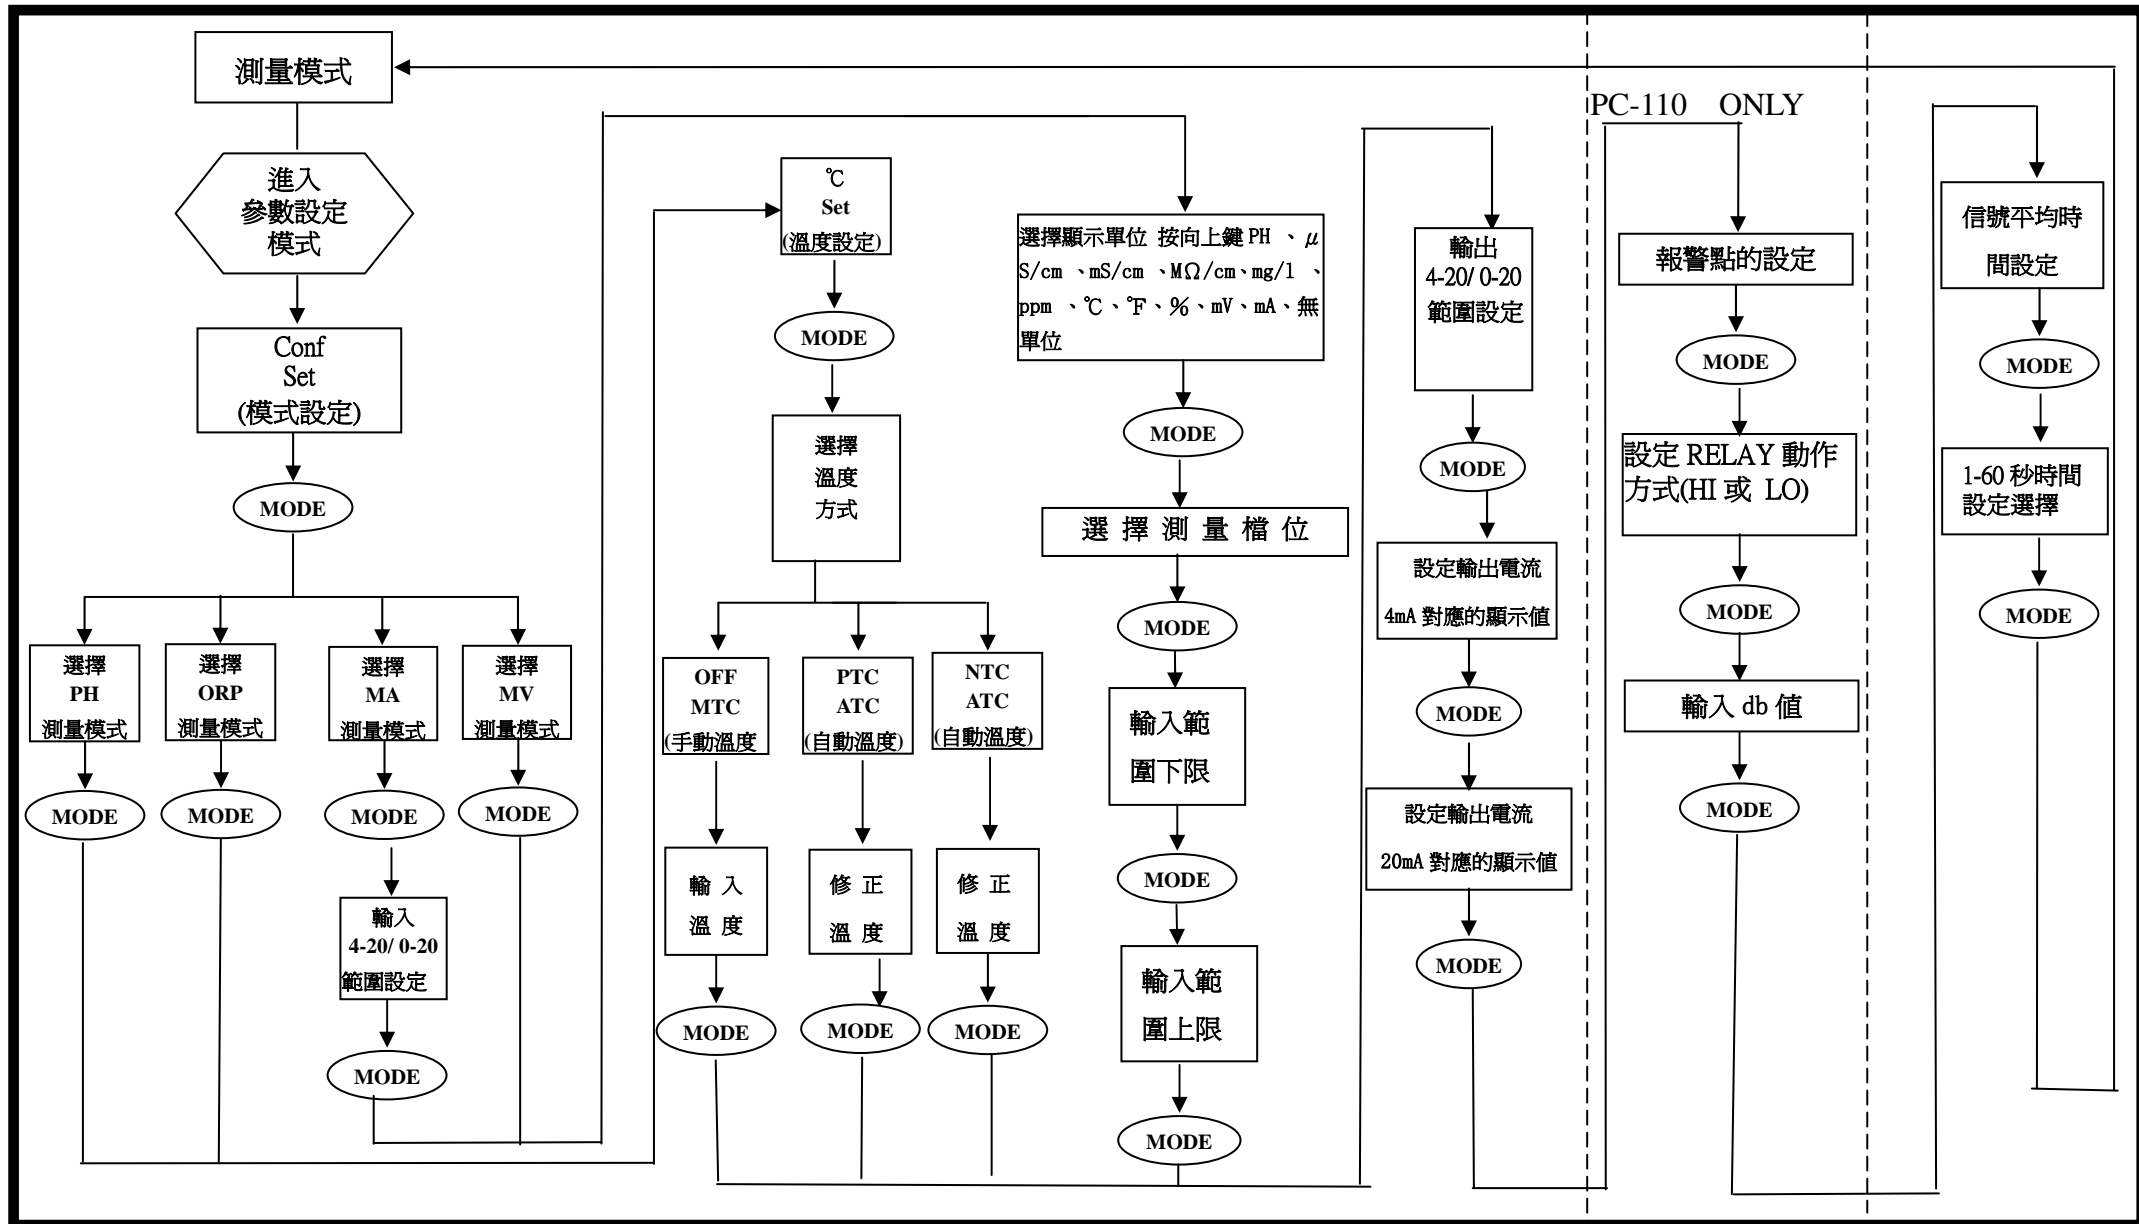 測量模式
進入
參數設定
模式
Conf
Set
(模式設定)
MODE
選擇
PH
測量模式
MODE
選擇
ORP
測量模式
MODE
選擇
MA
測量模式
MODE
輸入
4-20/ 0-20
範圍設定
MODE
選擇
MV
測量模式
MODE
℃
Set
(溫度設定)
MODE
選擇
溫度
方式
OFF
MTC
(手動溫度
MODE
輸 入
溫 度
MODE
PTC
ATC
(自動溫度)
修 正
溫 度
MODE
NTC
ATC
(自動溫度)
修 正
溫 度
MODE
選擇顯示單位 按向上鍵 PH 、μ
S/cm 、mS/cm 、MΩ/cm、mg/l 、
ppm 、℃、℉、％、mV、mA、無
單位
MODE
選 擇 測 量 檔 位
MODE
輸入範
圍下限
MODE
輸入範
圍上限
MODE
輸出
4-20/ 0-20
範圍設定
MODE
設定輸出電流
4mA 對應的顯示值
MODE
設定輸出電流
20mA 對應的顯示值
MODE
PC-110 ONLY
報警點的設定
MODE
設定 RELAY 動作
方式(HI 或 LO)
MODE
輸入 db 值
MODE
信號平均時
間設定
MODE
1-60 秒時間
設定選擇
MODE